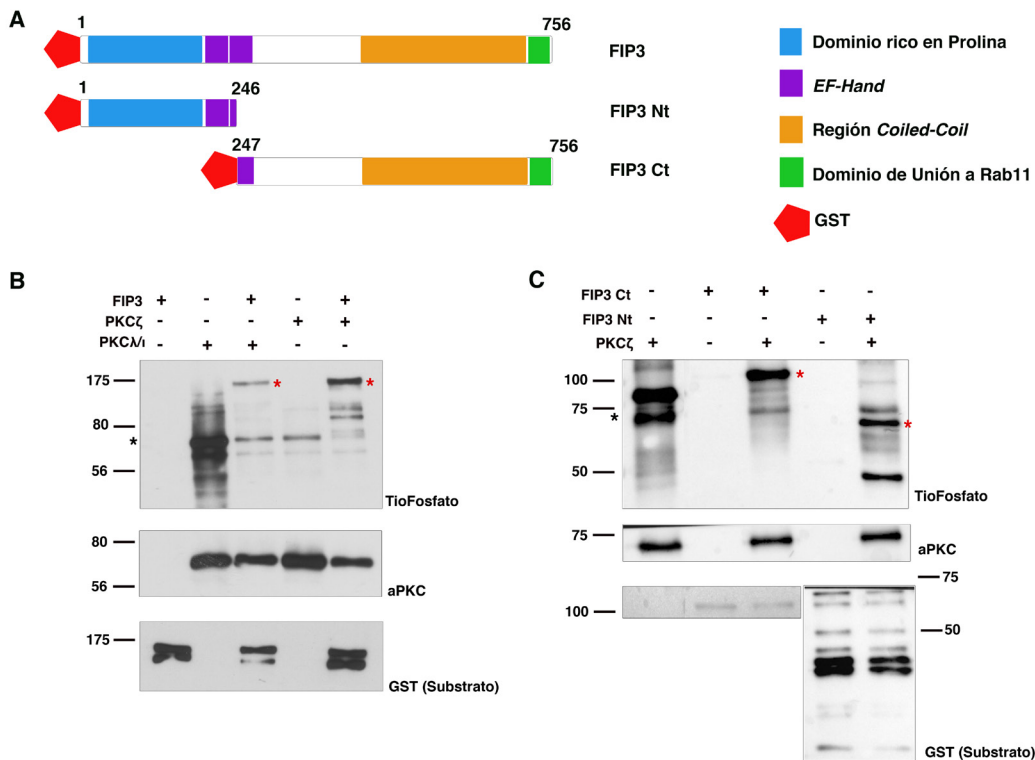 A
1
756
FIP3
1
246
FIP3 Nt
247
756
FIP3 Ct
Dominio rico en Prolina
EF-Hand
Región Coiled-Coil
Dominio de Unión a Rab11
GST
B
FIP3 + - + - +
PKCζ - - - + +
PKCλ/ι - + + - -
175
80
*
56
*
*
TioFosfato
80
56
aPKC
175
GST (Substrato)
C
FIP3 Ct - + + - -
FIP3 Nt - - - + +
PKCζ + - + - +
100
75
*
50
*
*
TioFosfato
75
aPKC
100
75
50
GST (Substrato)